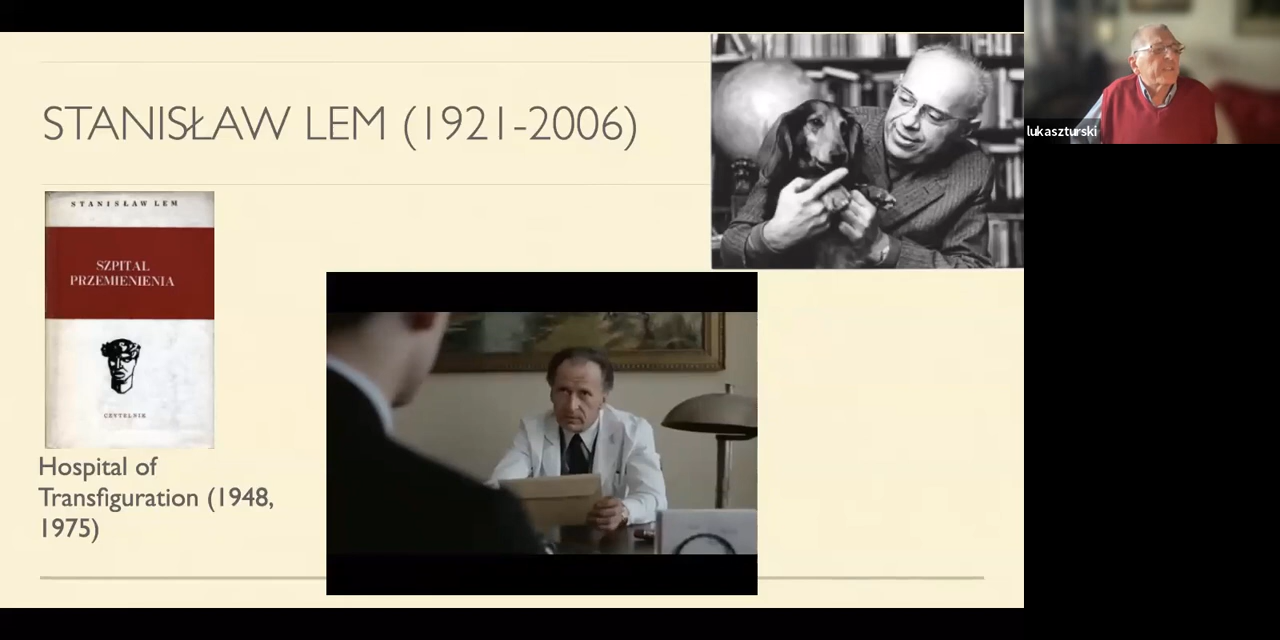 STANISŁAW LEM (1921-2006)
lukaszturski
STANISŁAW LEM
SZPITAL
PRZEMIENIENIA
CZYTELNIK
Hospital of
Transfiguration (1948,
1975)